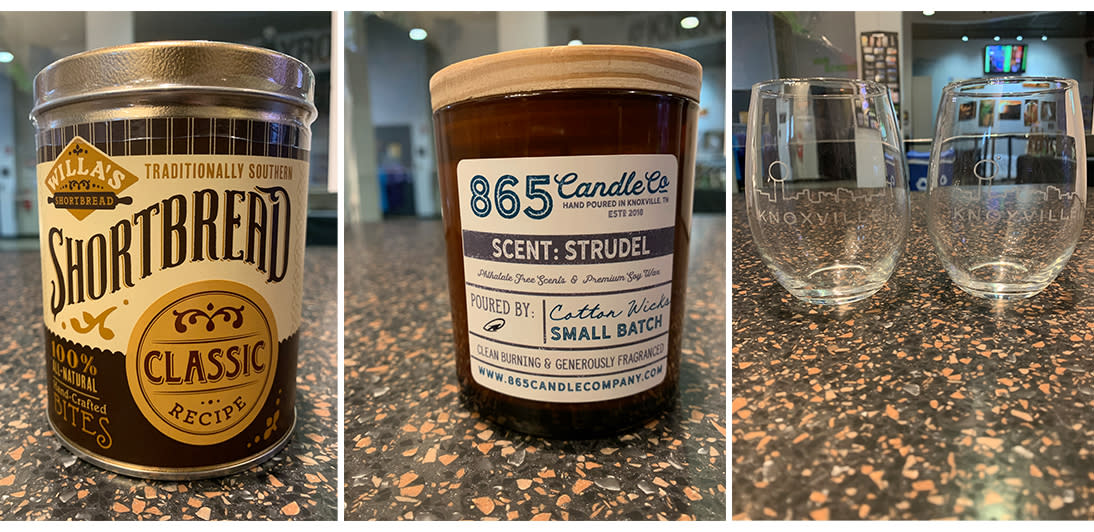 WILLA'S
SHORTBREAD
TRADITIONALLY SOUTHERN
SHORTBREAD
CLASSIC
RECIPE
100%
ALL-NATURAL
Hand-Crafted
BITES
865 Candle Co
HAND POURED IN KNOXVILLE, TN
ESTD 2010
SCENT: STRUDEL
Phthalate Free Scents & Premium Soy Wax
POURED BY:
Cotton Wicks
SMALL BATCH
CLEAN BURNING & GENEROUSLY FRAGRANCED
WWW.865CANDLECOMPANY.COM
KNOXVILLE
KNOXVILLE